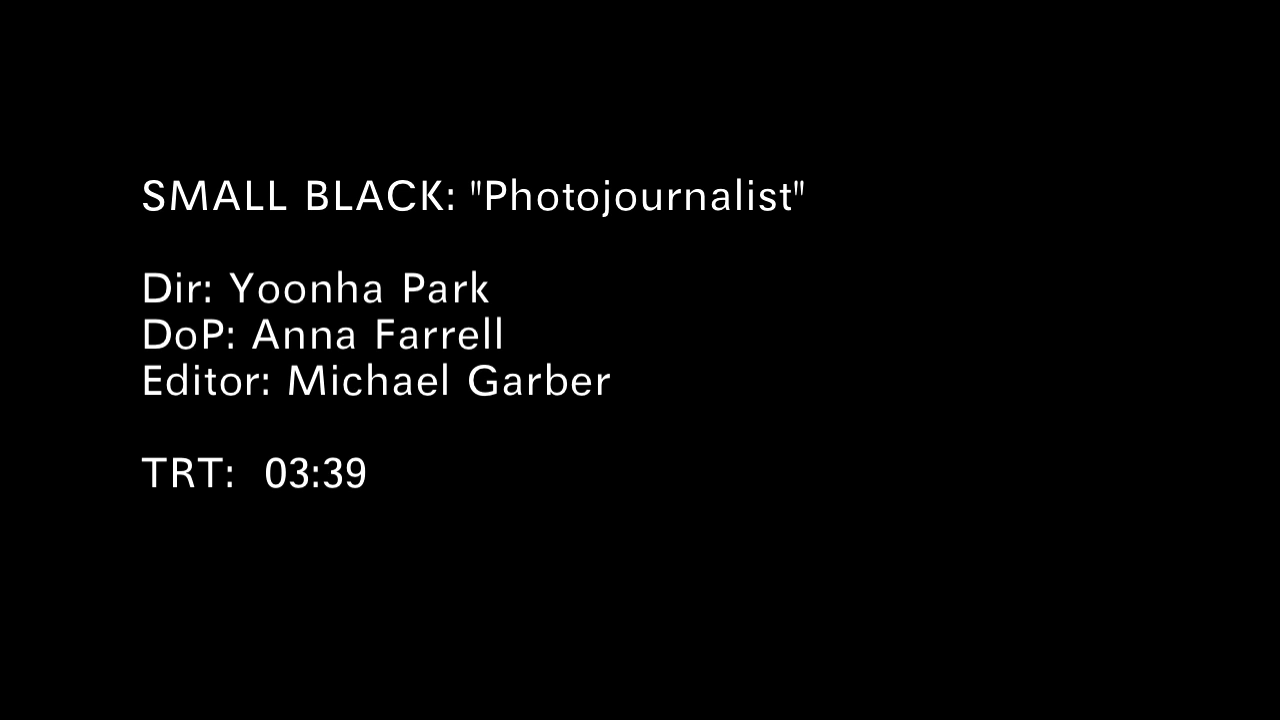 SMALL BLACK: "Photojournalist"
Dir: Yoonha Park
DoP: Anna Farrell
Editor: Michael Garber
TRT: 03:39